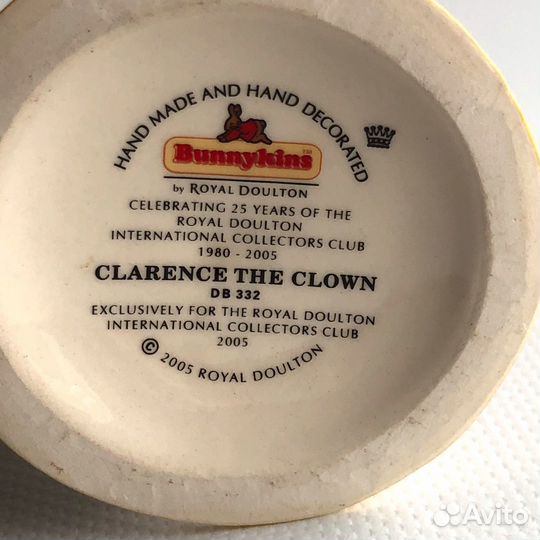 HAND MADE AND HAND DECORATED
Bunnykins TM
by ROYAL DOULTON
CELEBRATING 25 YEARS OF THE
ROYAL DOULTON
INTERNATIONAL COLLECTORS CLUB
1980 - 2005
CLARENCE THE CLOWN
DB 332
EXCLUSIVELY FOR THE ROYAL DOULTON
INTERNATIONAL COLLECTORS CLUB
2005
© 2005 ROYAL DOULTON
Avito